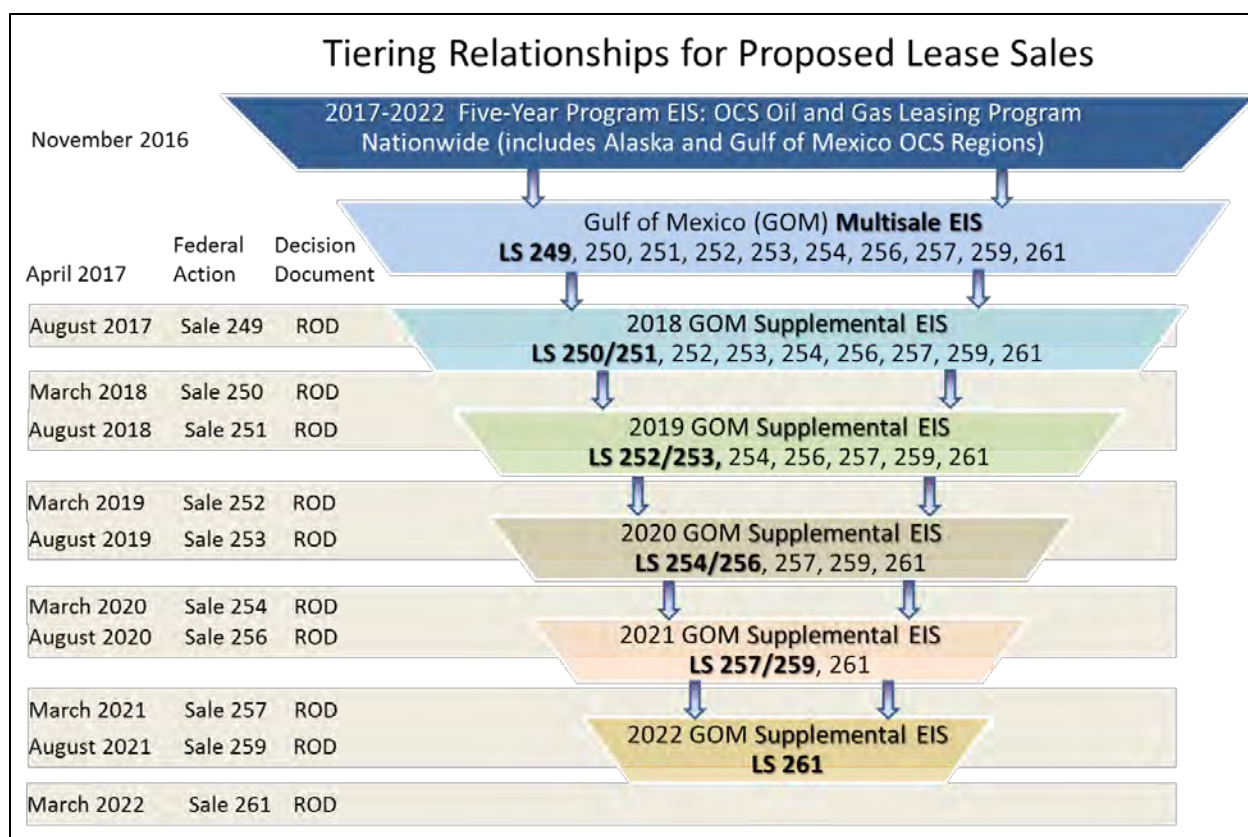 Tiering Relationships for Proposed Lease Sales
November 2016
2017-2022 Five-Year Program EIS: OCS Oil and Gas Leasing Program
Nationwide (includes Alaska and Gulf of Mexico OCS Regions)
Gulf of Mexico (GOM) Multisale EIS
LS 249, 250, 251, 252, 253, 254, 256, 257, 259, 261
April 2017
Federal
Action
Decision
Document
August 2017 Sale 249 ROD
2018 GOM Supplemental EIS
LS 250/251, 252, 253, 254, 256, 257, 259, 261
March 2018 Sale 250 ROD
August 2018 Sale 251 ROD
2019 GOM Supplemental EIS
LS 252/253, 254, 256, 257, 259, 261
March 2019 Sale 252 ROD
August 2019 Sale 253 ROD
2020 GOM Supplemental EIS
LS 254/256, 257, 259, 261
March 2020 Sale 254 ROD
August 2020 Sale 256 ROD
2021 GOM Supplemental EIS
LS 257/259, 261
March 2021 Sale 257 ROD
August 2021 Sale 259 ROD
2022 GOM Supplemental EIS
LS 261
March 2022 Sale 261 ROD